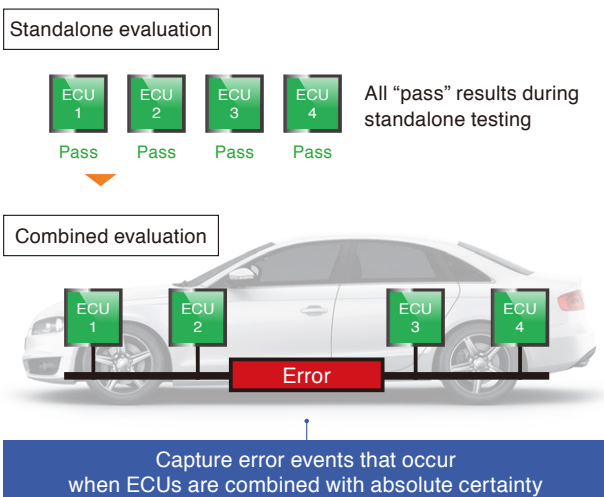 Standalone evaluation
ECU
1
ECU
2
ECU
3
ECU
4
All “pass” results during
standalone testing
Pass
Pass
Pass
Pass
Combined evaluation
ECU
1
ECU
2
ECU
3
ECU
4
Error
Capture error events that occur
when ECUs are combined with absolute certainty